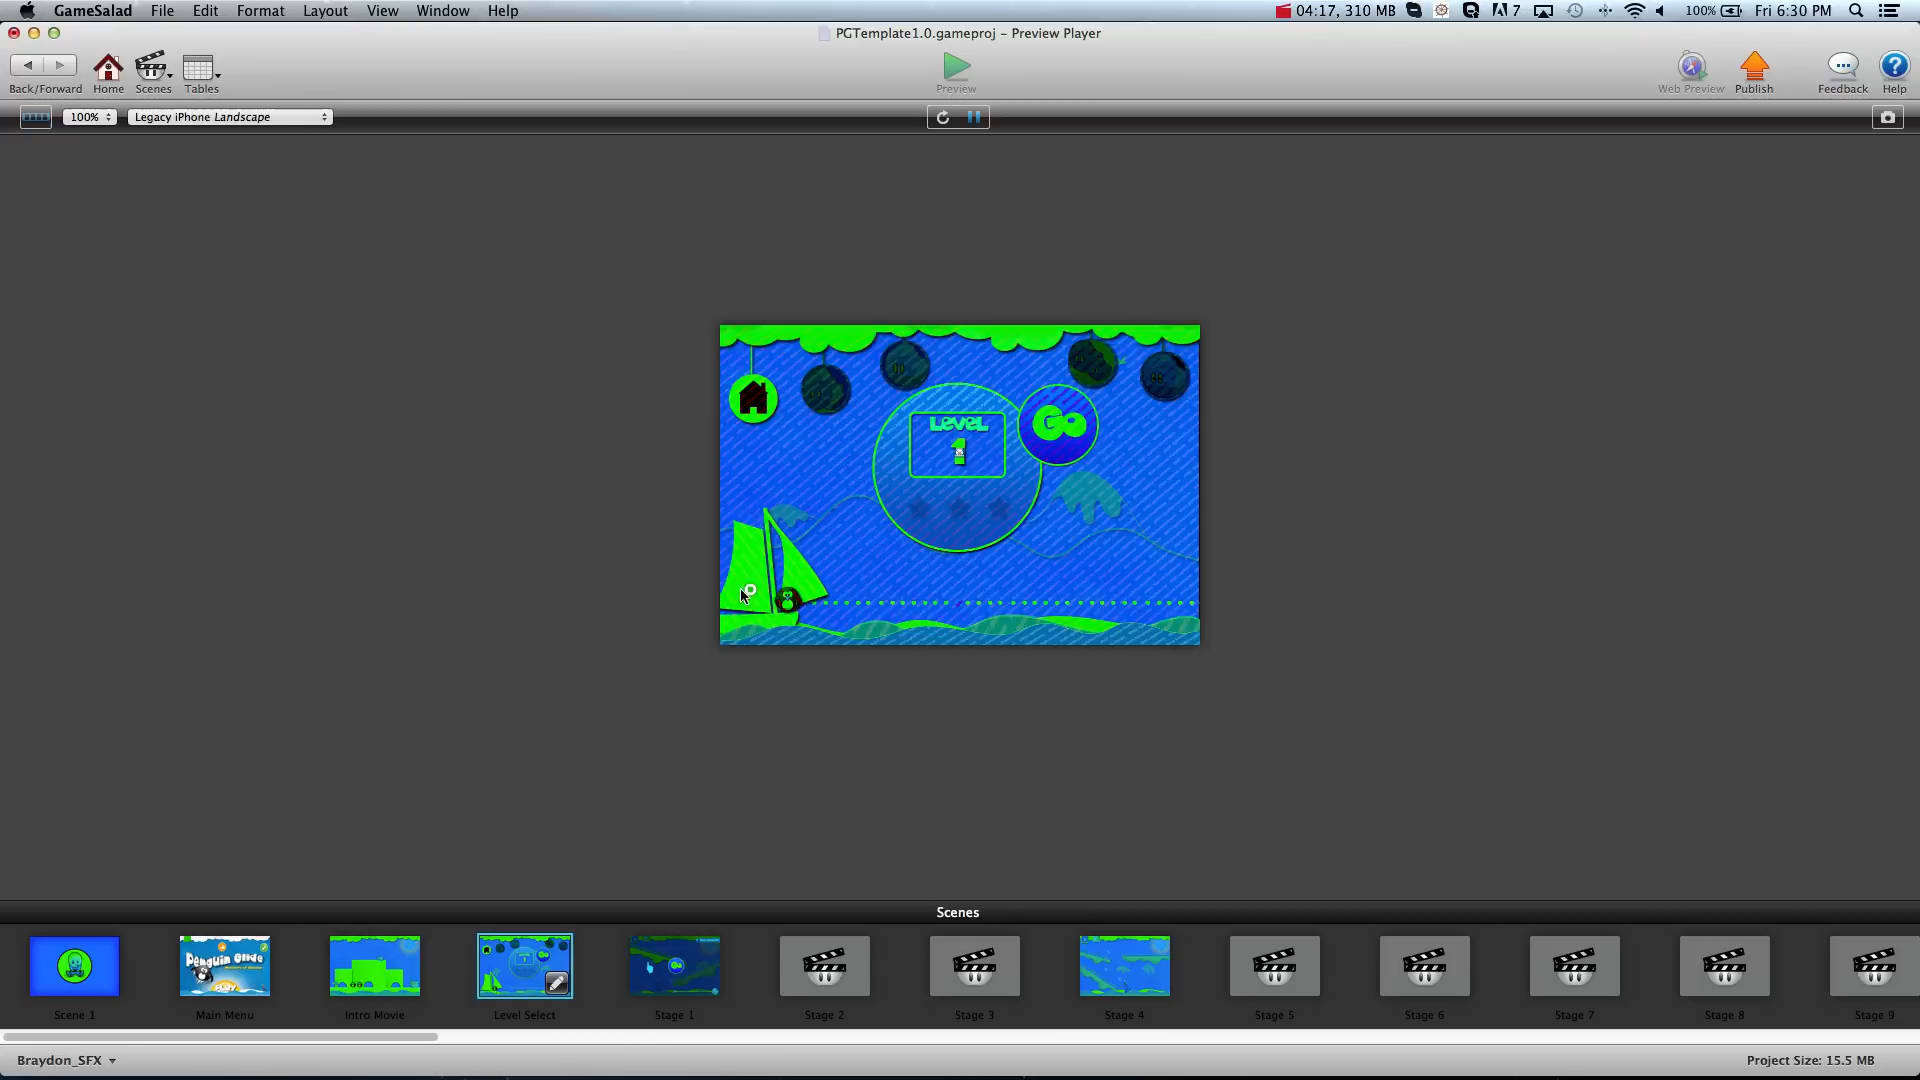 GameSalad File Edit Format Layout View Window Help 04:17, 310 MB 7 100% Fri 6:30 PM
PGTemplate1.0.gameproj – Preview Player
Back/Forward Home Scenes Tables Preview Web Preview Publish Feedback Help
100% Legacy iPhone Landscape
Level
1
Go
Scenes
Penguin Glide
PLAY
Scene 1 Main Menu Intro Movie Level Select Stage 1 Stage 2 Stage 3 Stage 4 Stage 5 Stage 6 Stage 7 Stage 8 Stage 9
Braydon_SFX Project Size: 15.5 MB